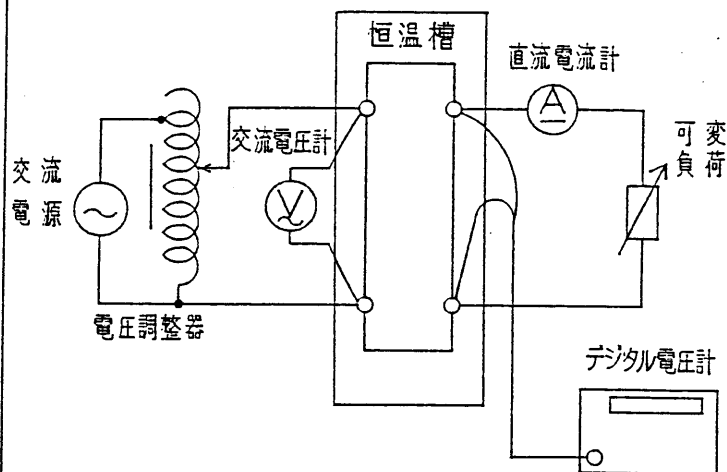 恒温槽
直流電流計
A
可変
負荷
交流電圧計
V
交流
電源
電圧調整器
デジタル電圧計